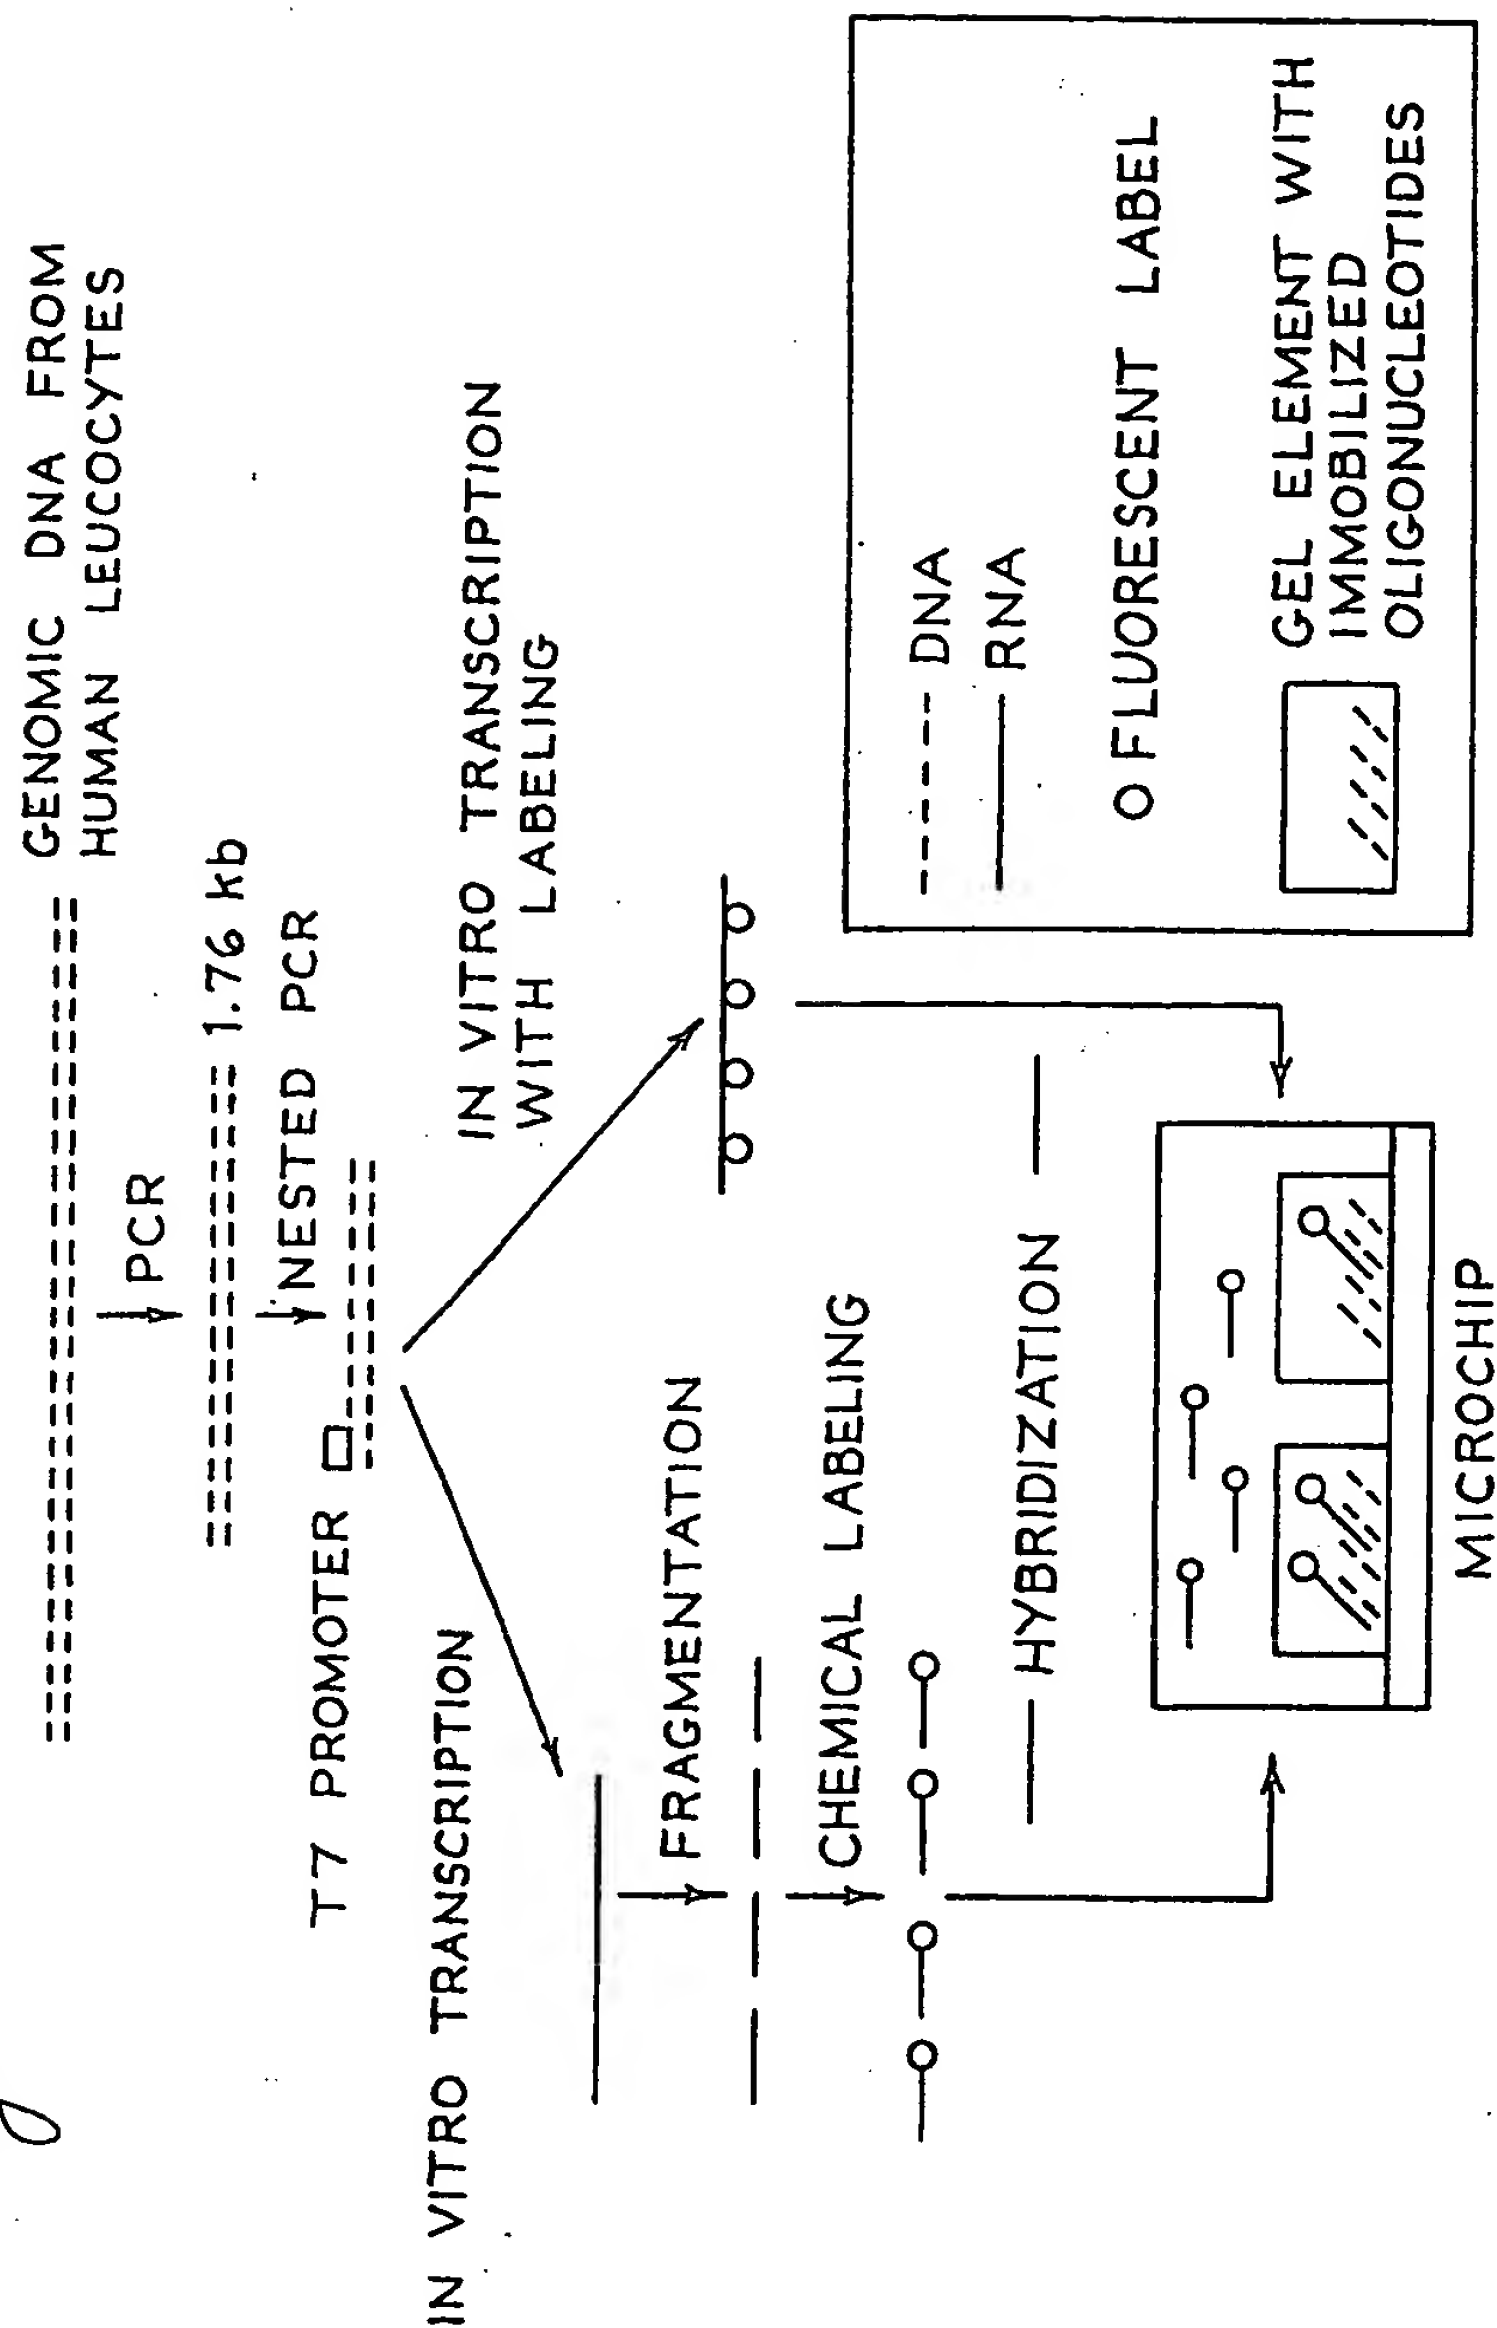 GENOMIC DNA FROM
HUMAN LEUCOCYTES
PCR
1.76 kb
NESTED PCR
T7 PROMOTER
IN VITRO TRANSCRIPTION
IN VITRO TRANSCRIPTION
WITH LABELING
FRAGMENTATION
CHEMICAL LABELING
HYBRIDIZATION
MICROCHIP
DNA
RNA
FLUORESCENT LABEL
GEL ELEMENT WITH
IMMOBILIZED
OLIGONUCLEOTIDES